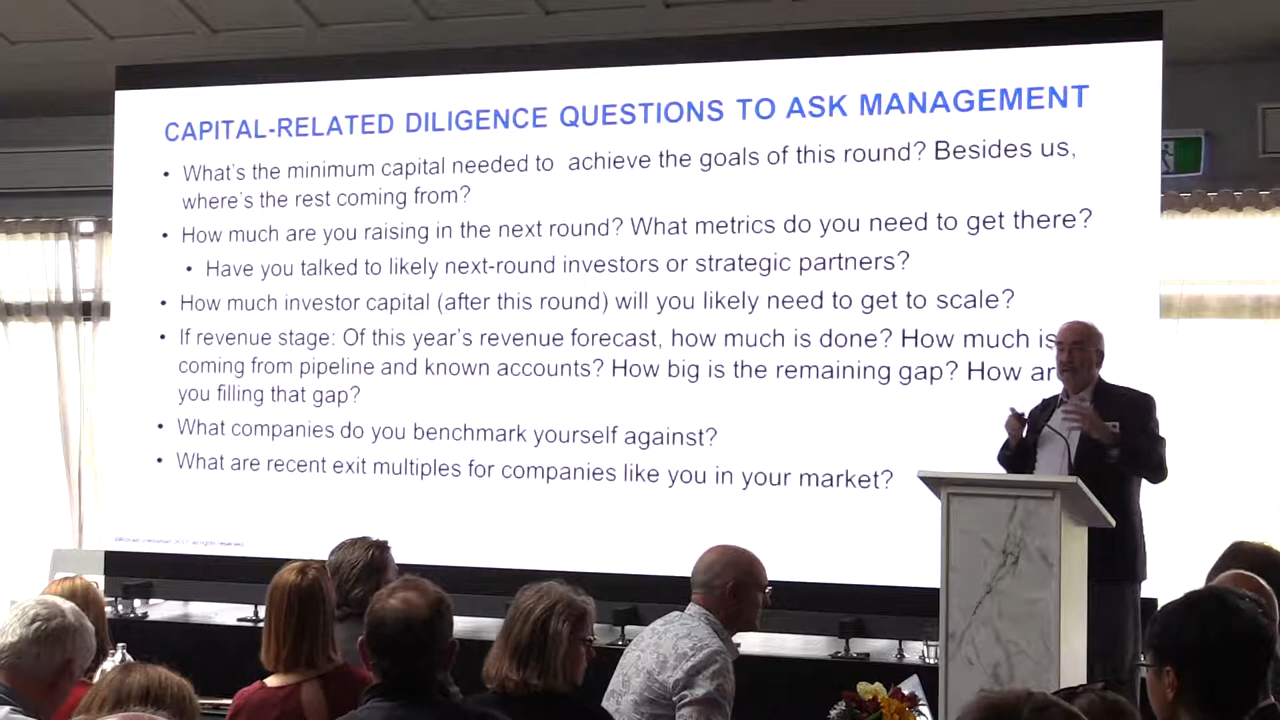 CAPITAL-RELATED DILIGENCE QUESTIONS TO ASK MANAGEMENT
• What's the minimum capital needed to achieve the goals of this round? Besides us,
where's the rest coming from?
• How much are you raising in the next round? What metrics do you need to get there?
• Have you talked to likely next-round investors or strategic partners?
• How much investor capital (after this round) will you likely need to get to scale?
• If revenue stage: Of this year's revenue forecast, how much is done? How much is
coming from pipeline and known accounts? How big is the remaining gap? How ar
you filling that gap?
• What companies do you benchmark yourself against?
• What are recent exit multiples for companies like you in your market?